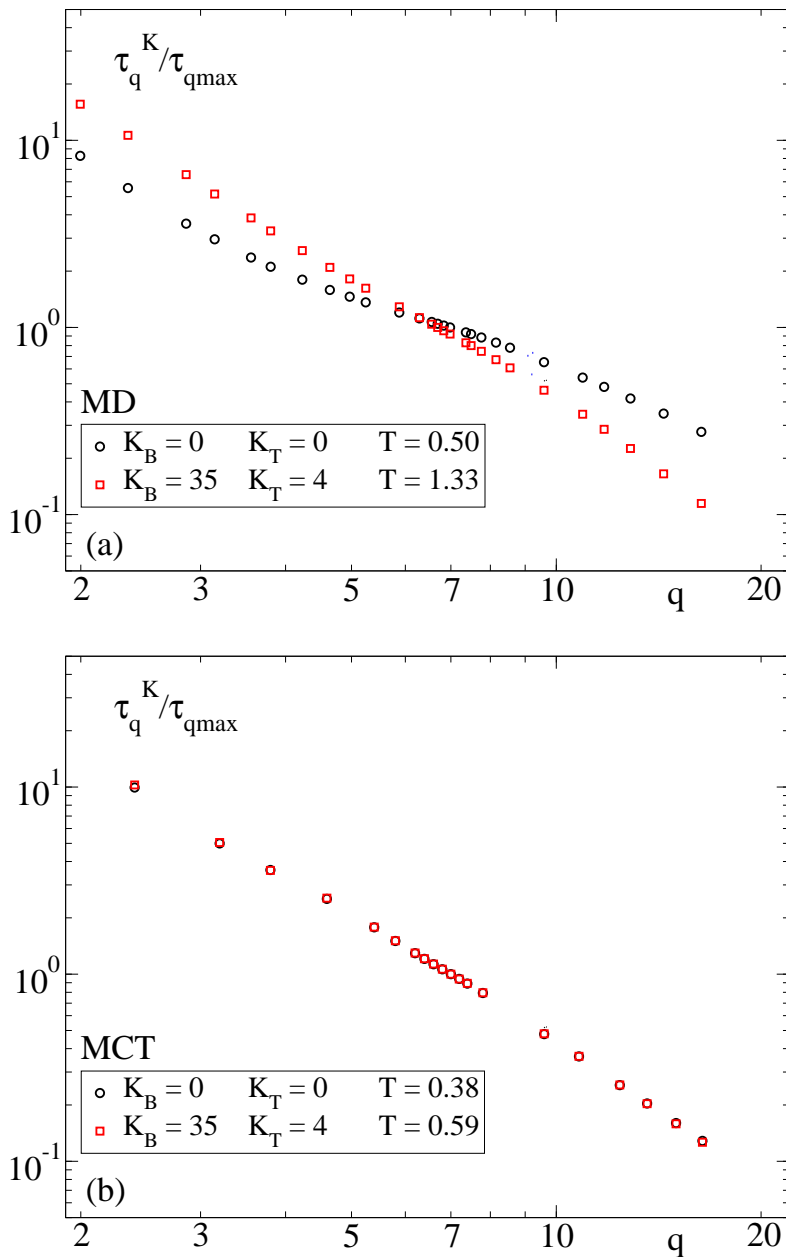 τ_q^K/τ_qmax
10^1
10^0
10^-1
MD
K_B = 0 K_T = 0 T = 0.50
K_B = 35 K_T = 4 T = 1.33
(a)
2 3 5 7 10 q 20
τ_q^K/τ_qmax
10^1
10^0
10^-1
MCT
K_B = 0 K_T = 0 T = 0.38
K_B = 35 K_T = 4 T = 0.59
(b)
2 3 5 7 10 q 20